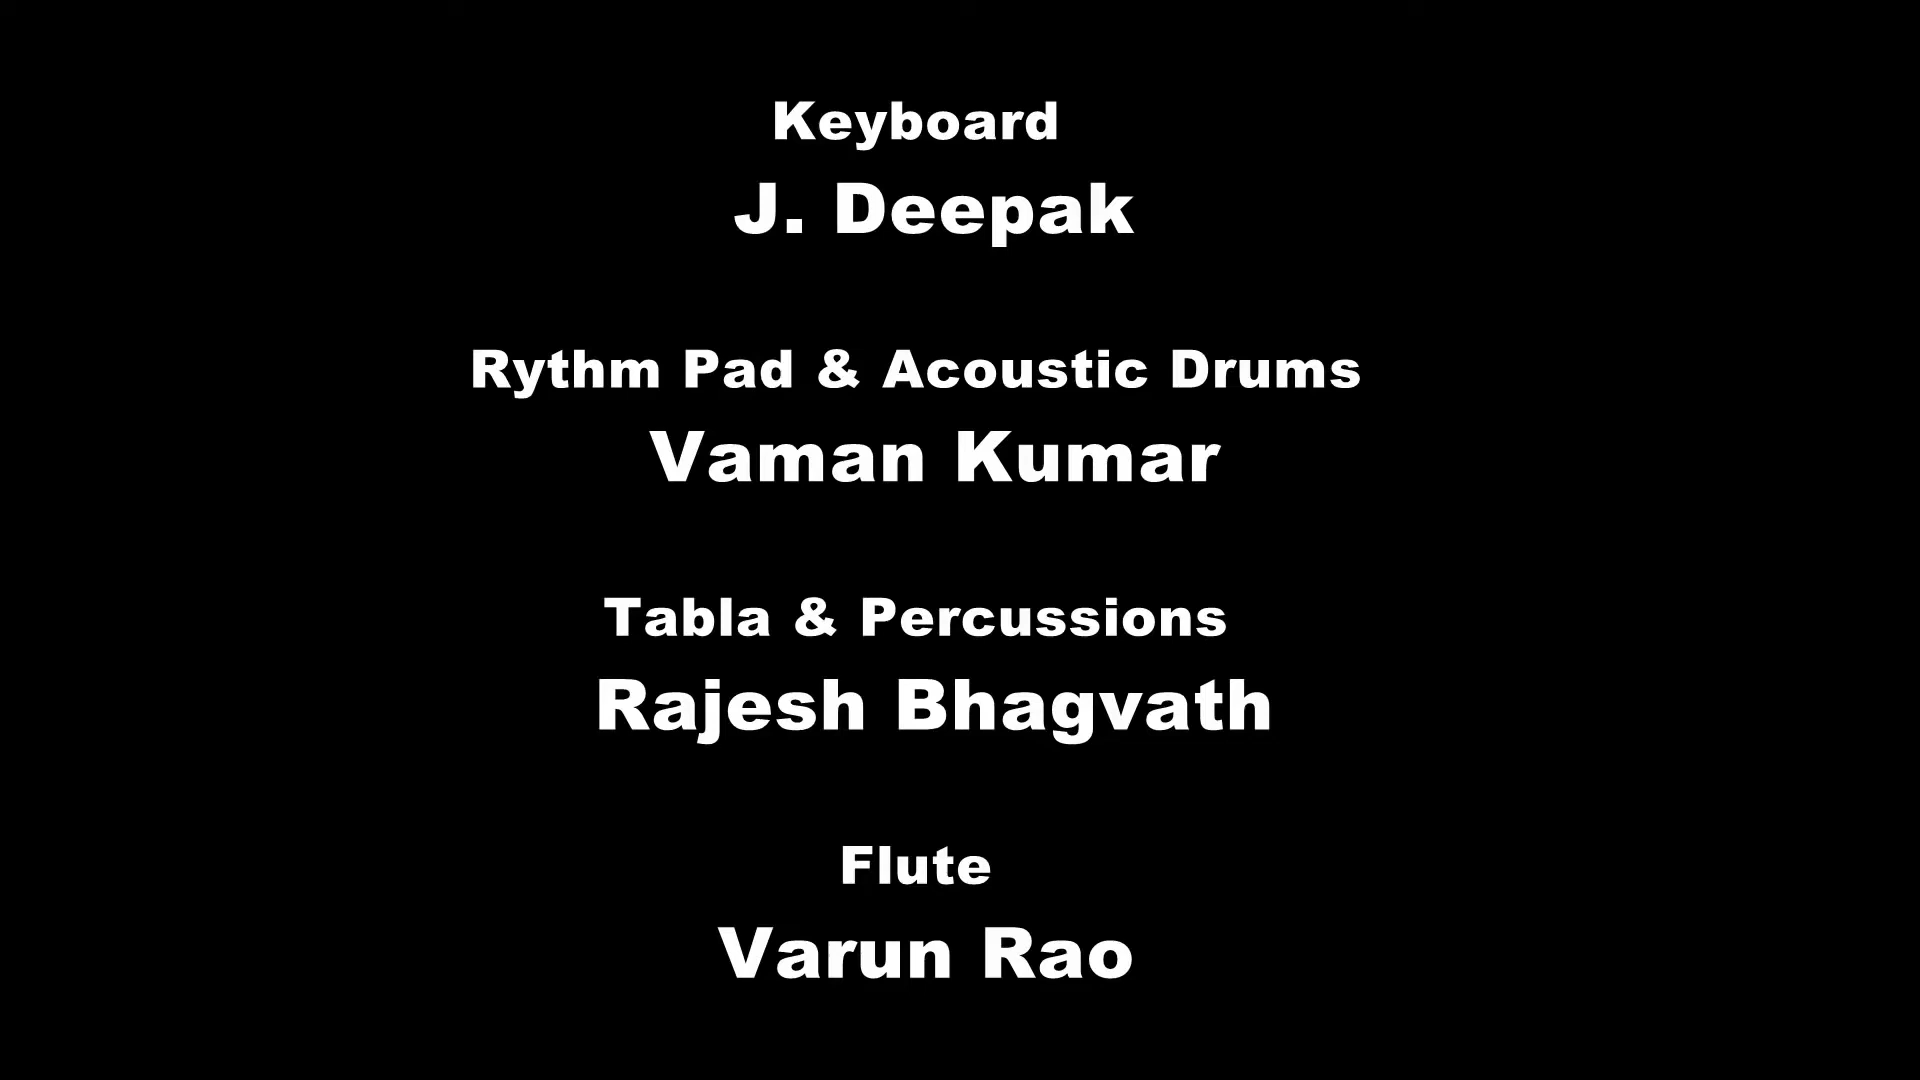 Keyboard
J. Deepak
Rythm Pad & Acoustic Drums
Vaman Kumar
Tabla & Percussions
Rajesh Bhagvath
Flute
Varun Rao